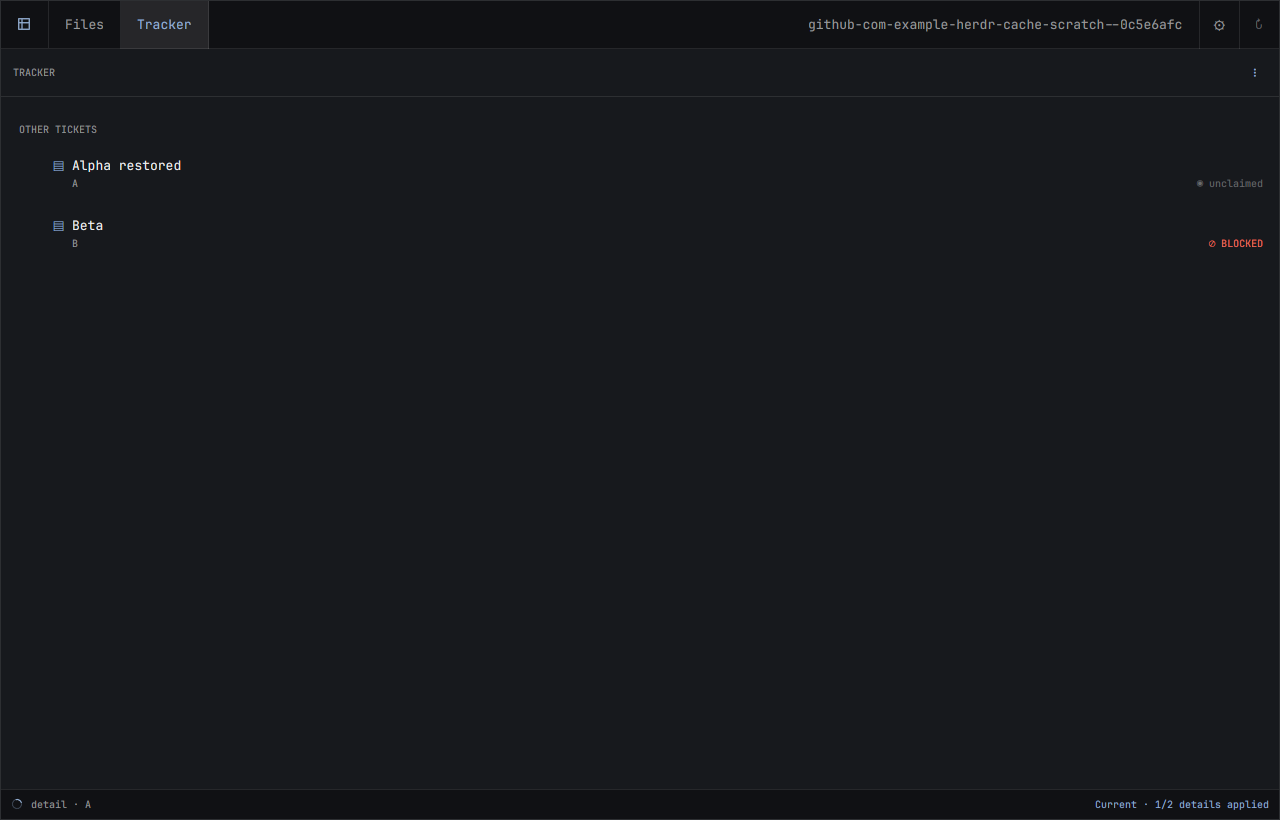 Files
Tracker
github-com-example-herdr-cache-scratch--0c5e6afc
TRACKER
OTHER TICKETS
Alpha restored
A
unclaimed
Beta
B
BLOCKED
detail · A
Current · 1/2 details applied